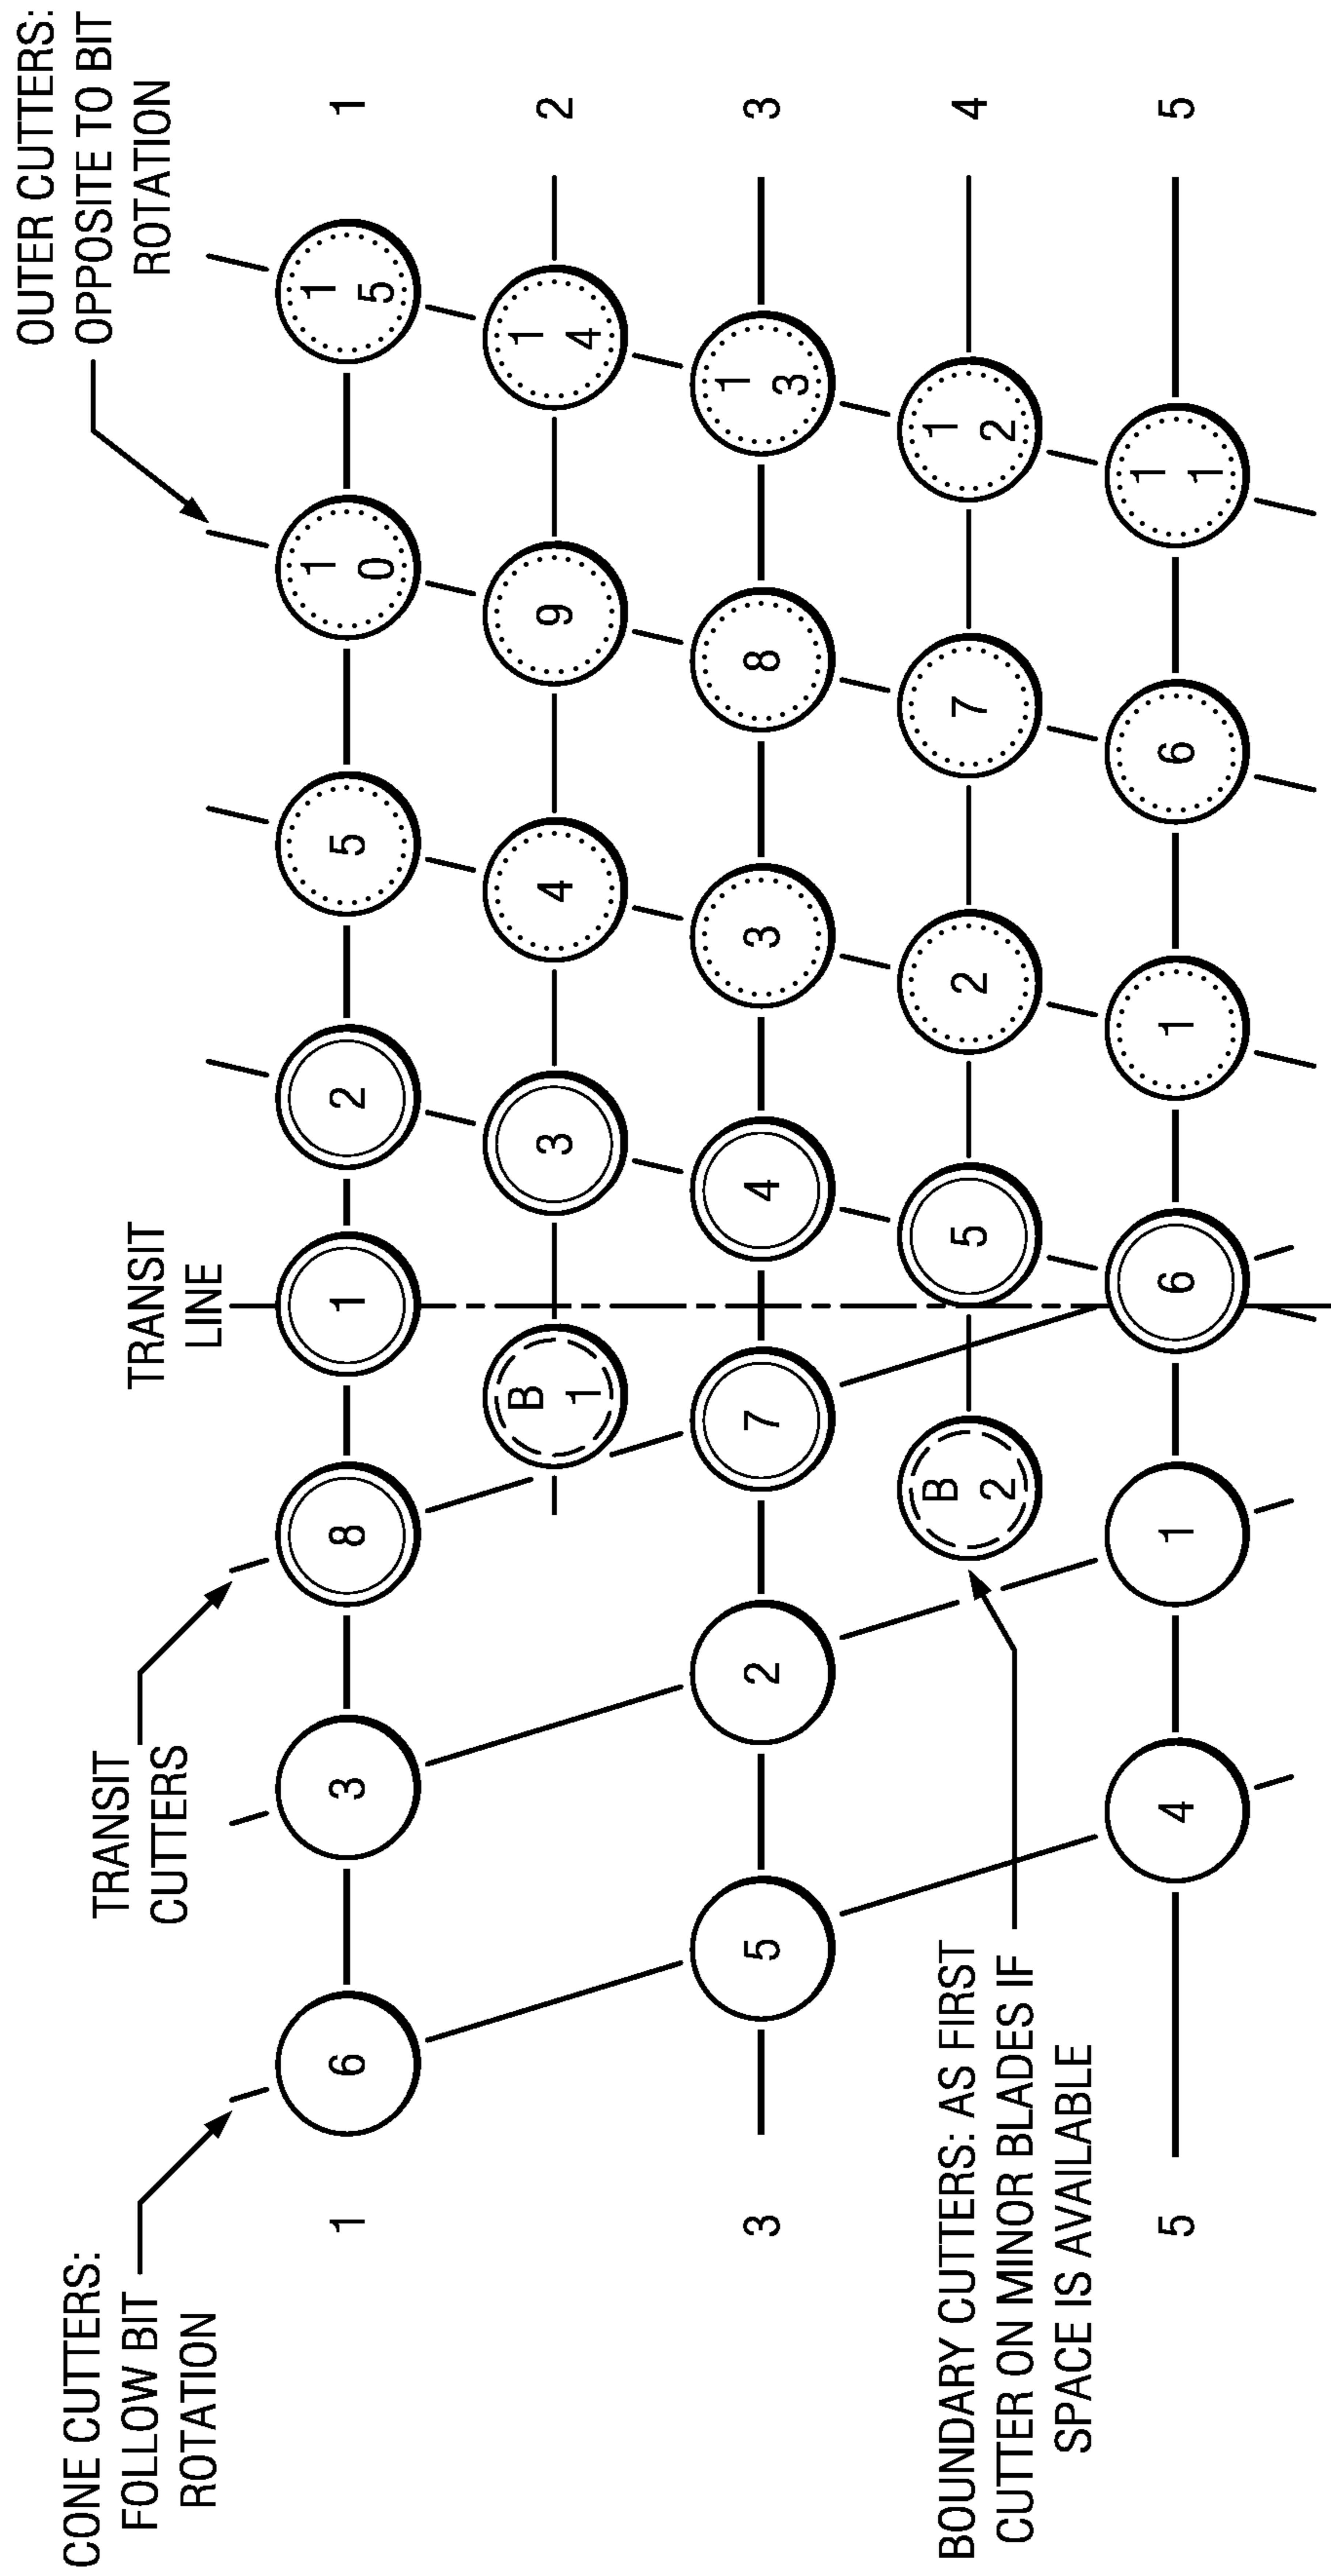 CONE CUTTERS:
FOLLOW BIT
ROTATION
TRANSIT
CUTTERS
TRANSIT
LINE
OUTER CUTTERS:
OPPOSITE TO BIT
ROTATION
1 6 3 8 1 2 5 10 15 1
B1 3 4 9 14 2
3 5 2 7 4 3 8 13 3
B2 5 2 7 12 4
5 4 1 6 1 6 11 5
BOUNDARY CUTTERS: AS FIRST
CUTTER ON MINOR BLADES IF
SPACE IS AVAILABLE